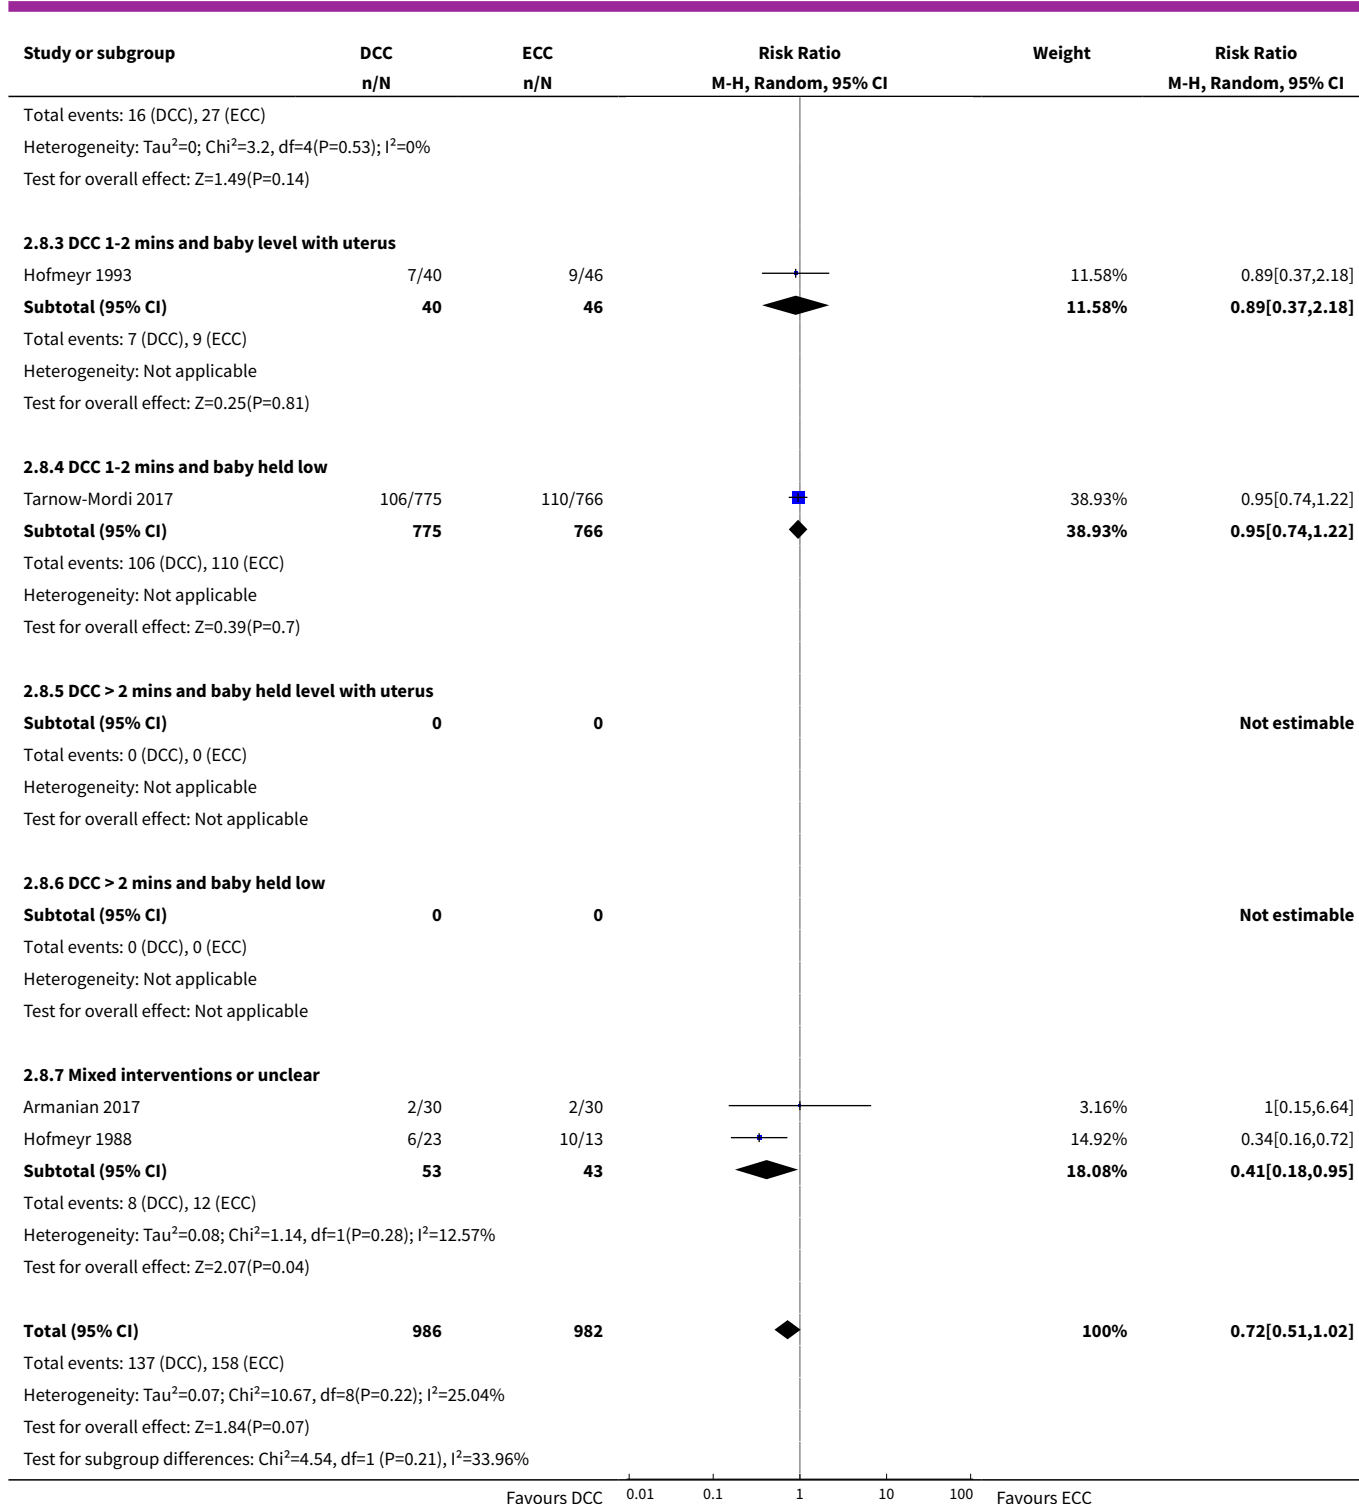 Study or subgroup DCC ECC Risk Ratio Weight Risk Ratio
n/N n/N M-H, Random, 95% CI M-H, Random, 95% CI
Total events: 16 (DCC), 27 (ECC)
Heterogeneity: Tau²=0; Chi²=3.2, df=4(P=0.53); I²=0%
Test for overall effect: Z=1.49(P=0.14)
2.8.3 DCC 1-2 mins and baby level with uterus
Hofmeyr 1993 7/40 9/46 11.58% 0.89[0.37,2.18]
Subtotal (95% CI) 40 46 11.58% 0.89[0.37,2.18]
Total events: 7 (DCC), 9 (ECC)
Heterogeneity: Not applicable
Test for overall effect: Z=0.25(P=0.81)
2.8.4 DCC 1-2 mins and baby held low
Tarnow-Mordi 2017 106/775 110/766 38.93% 0.95[0.74,1.22]
Subtotal (95% CI) 775 766 38.93% 0.95[0.74,1.22]
Total events: 106 (DCC), 110 (ECC)
Heterogeneity: Not applicable
Test for overall effect: Z=0.39(P=0.7)
2.8.5 DCC > 2 mins and baby held level with uterus
Subtotal (95% CI) 0 0 Not estimable
Total events: 0 (DCC), 0 (ECC)
Heterogeneity: Not applicable
Test for overall effect: Not applicable
2.8.6 DCC > 2 mins and baby held low
Subtotal (95% CI) 0 0 Not estimable
Total events: 0 (DCC), 0 (ECC)
Heterogeneity: Not applicable
Test for overall effect: Not applicable
2.8.7 Mixed interventions or unclear
Armanian 2017 2/30 2/30 3.16% 1[0.15,6.64]
Hofmeyr 1988 6/23 10/13 14.92% 0.34[0.16,0.72]
Subtotal (95% CI) 53 43 18.08% 0.41[0.18,0.95]
Total events: 8 (DCC), 12 (ECC)
Heterogeneity: Tau²=0.08; Chi²=1.14, df=1(P=0.28); I²=12.57%
Test for overall effect: Z=2.07(P=0.04)
Total (95% CI) 986 982 100% 0.72[0.51,1.02]
Total events: 137 (DCC), 158 (ECC)
Heterogeneity: Tau²=0.07; Chi²=10.67, df=8(P=0.22); I²=25.04%
Test for overall effect: Z=1.84(P=0.07)
Test for subgroup differences: Chi²=4.54, df=1 (P=0.21), I²=33.96%
Favours DCC 0.01 0.1 1 10 100 Favours ECC